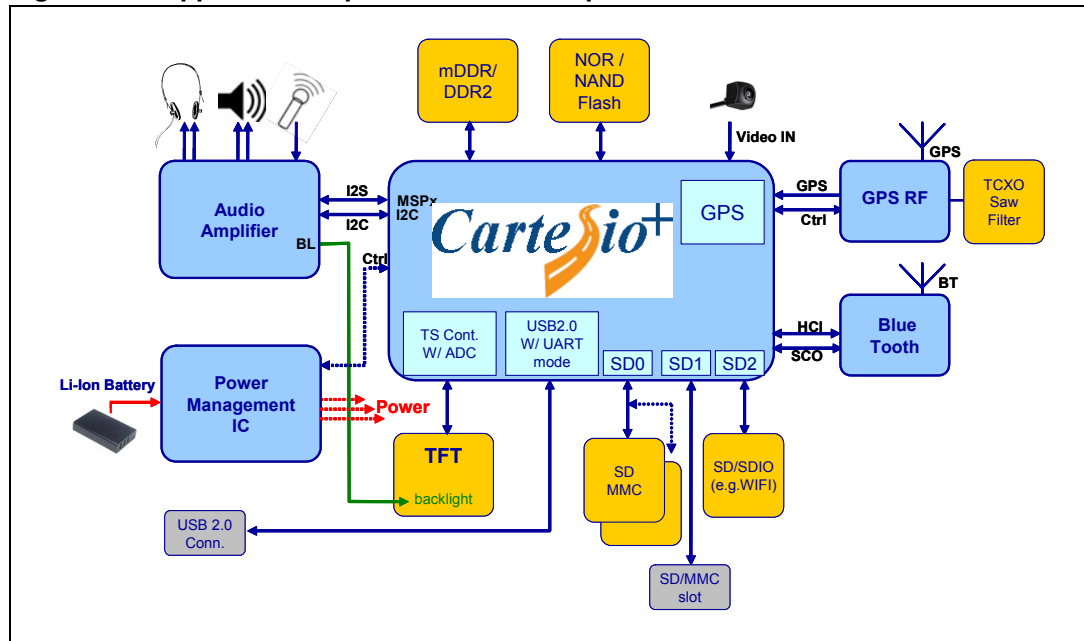 mDDR/
DDR2
NOR /
NAND
Flash
Video IN
GPS
Audio
Amplifier
I2S
I2C
BL
MSPx
I2C
Cartesio+
GPS
GPS
Ctrl
GPS RF
TCXO
Saw
Filter
Ctrl
BT
HCI
SCO
Blue
Tooth
TS Cont.
W/ ADC
USB2.0
W/ UART
mode
SD0
SD1
SD2
Li-Ion Battery
Power
Management
IC
Power
TFT
backlight
SD
MMC
SD/SDIO
(e.g.WIFI)
USB 2.0
Conn.
SD/MMC
slot